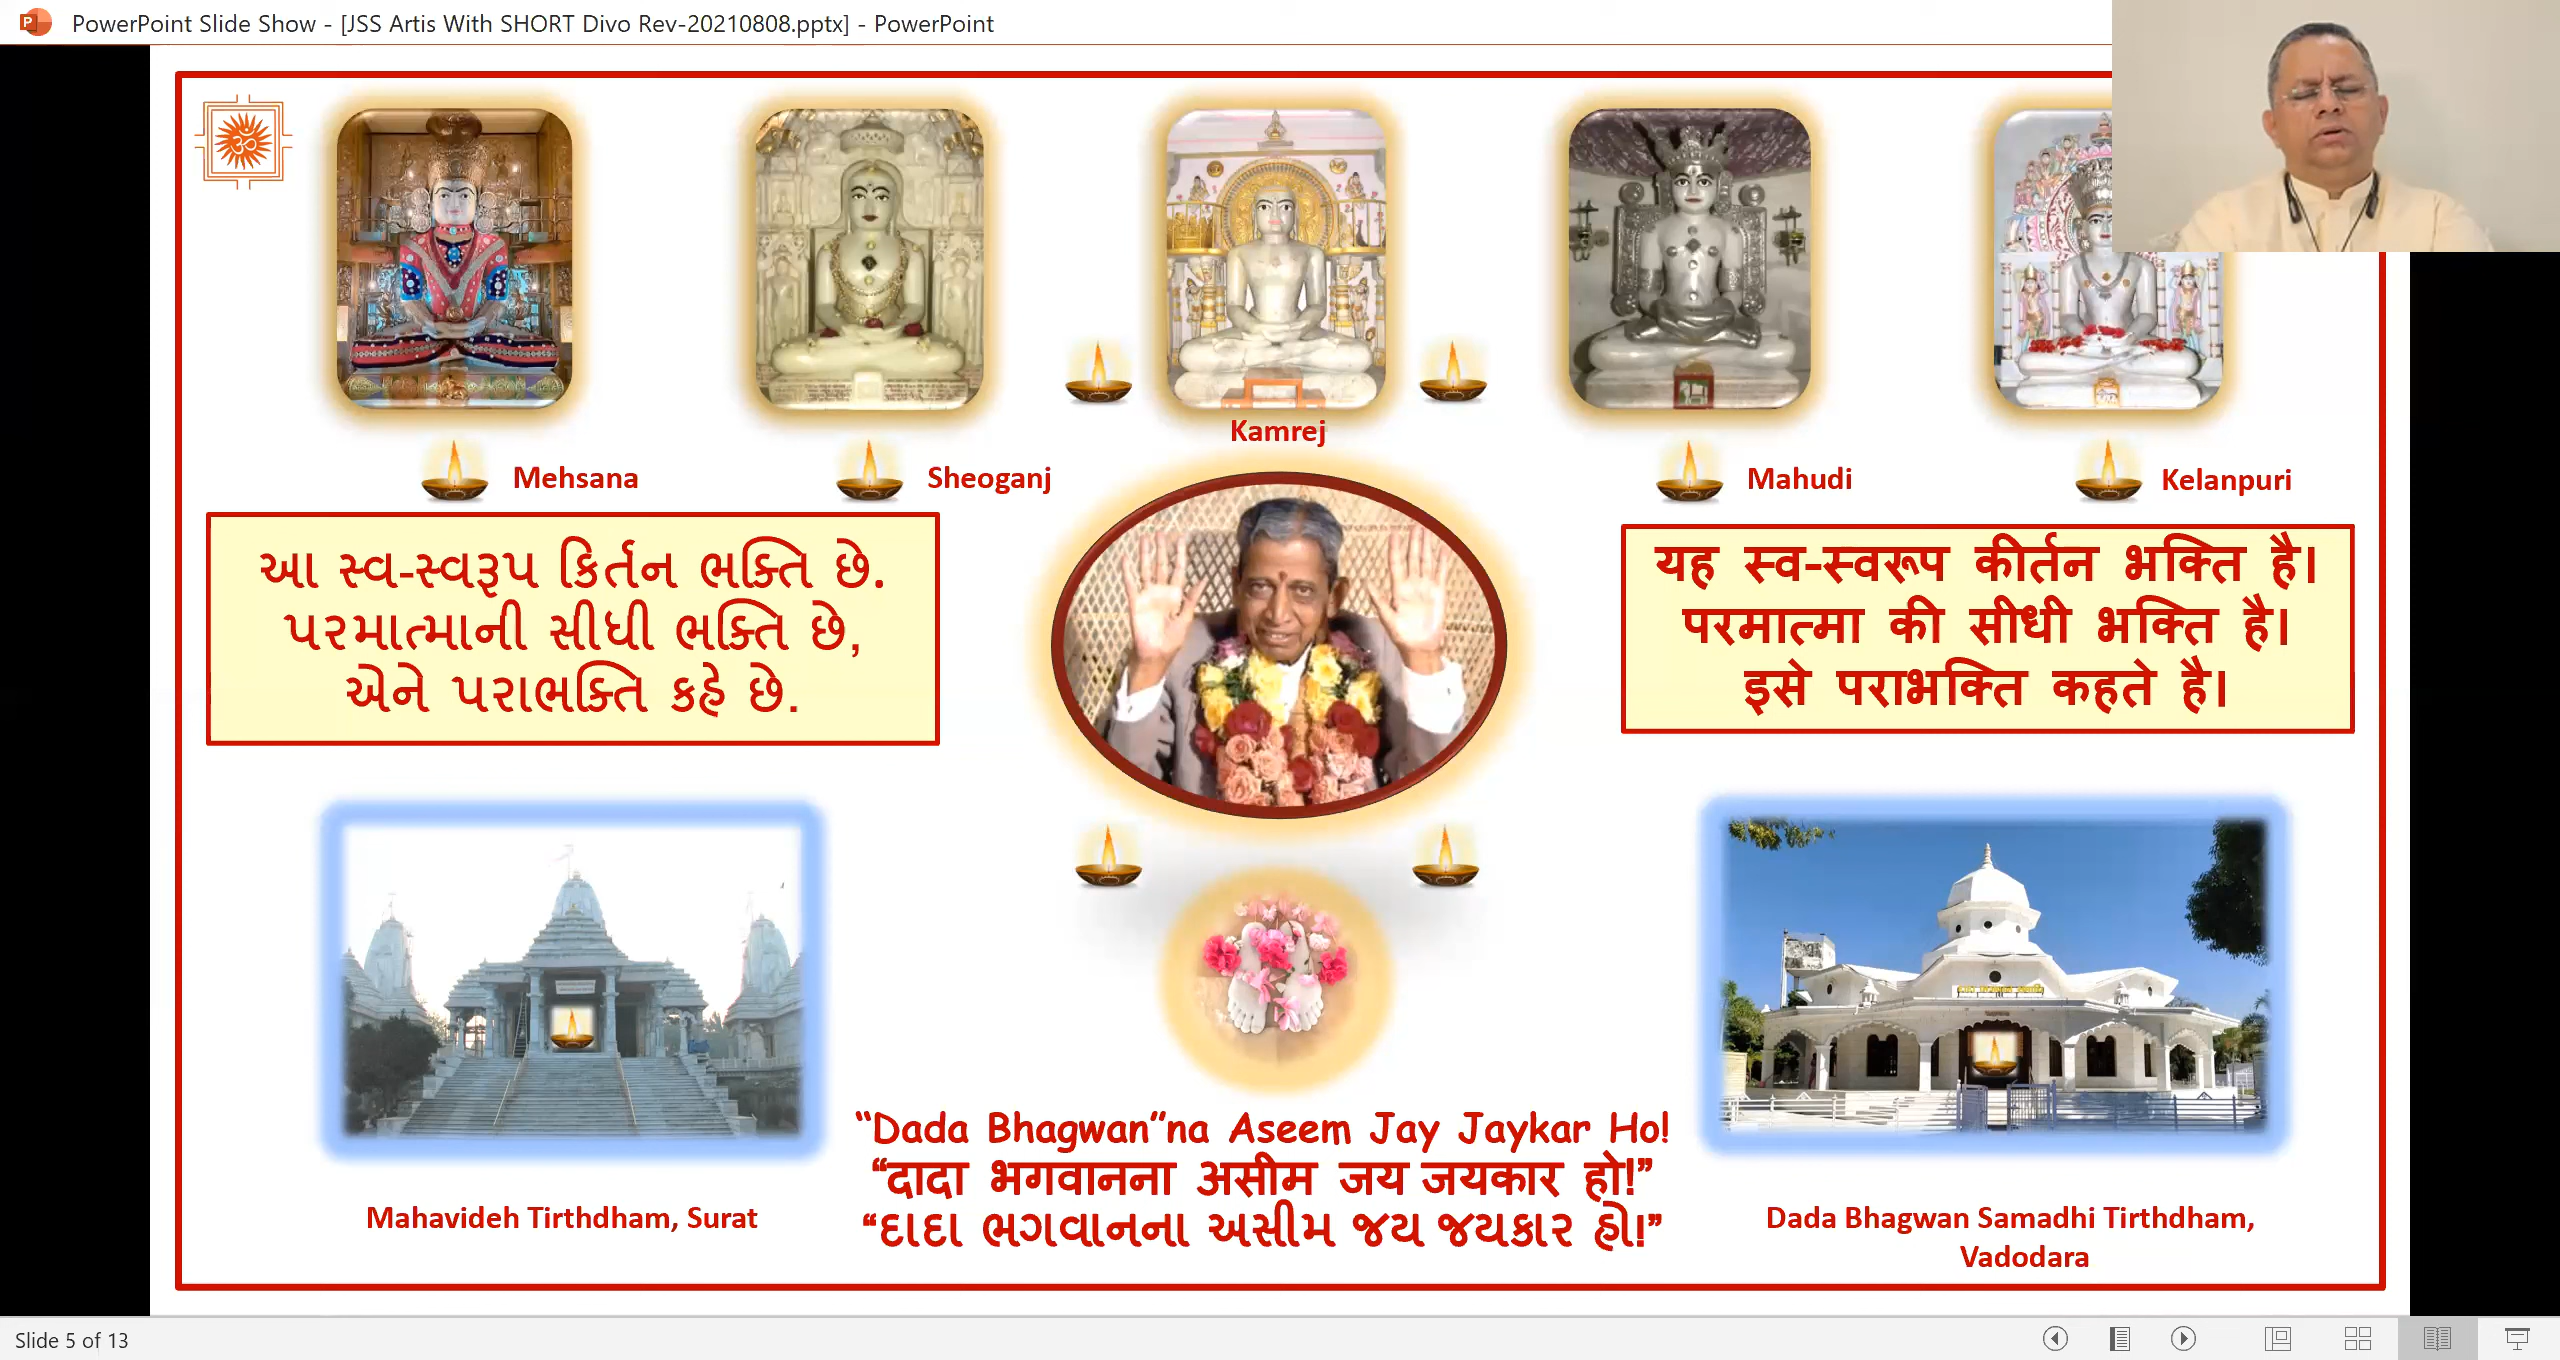 PowerPoint Slide Show - [JSS Artis With SHORT Divo Rev-20210808.pptx] - PowerPoint
Kamrej
Mehsana
Sheoganj
Mahudi
Kelanpuri
આ સ્વ-સ્વરૂપ કિર્તન ભક્તિ છે.
પરમાત્માની સીધી ભક્તિ છે,
એને પરાભક્તિ કહે છે.
यह स्व-स्वरूप कीर्तन भक्ति है।
परमात्मा की सीधी भक्ति है।
इसे पराभक्ति कहते है।
“Dada Bhagwan”na Aseem Jay Jaykar Ho!
“दादा भगवानना असीम जय जयकार हो!”
“દાદા ભગવાનના અસીમ જય જયકાર હો!”
Mahavideh Tirthdham, Surat
Dada Bhagwan Samadhi Tirthdham,
Vadodara
Slide 5 of 13